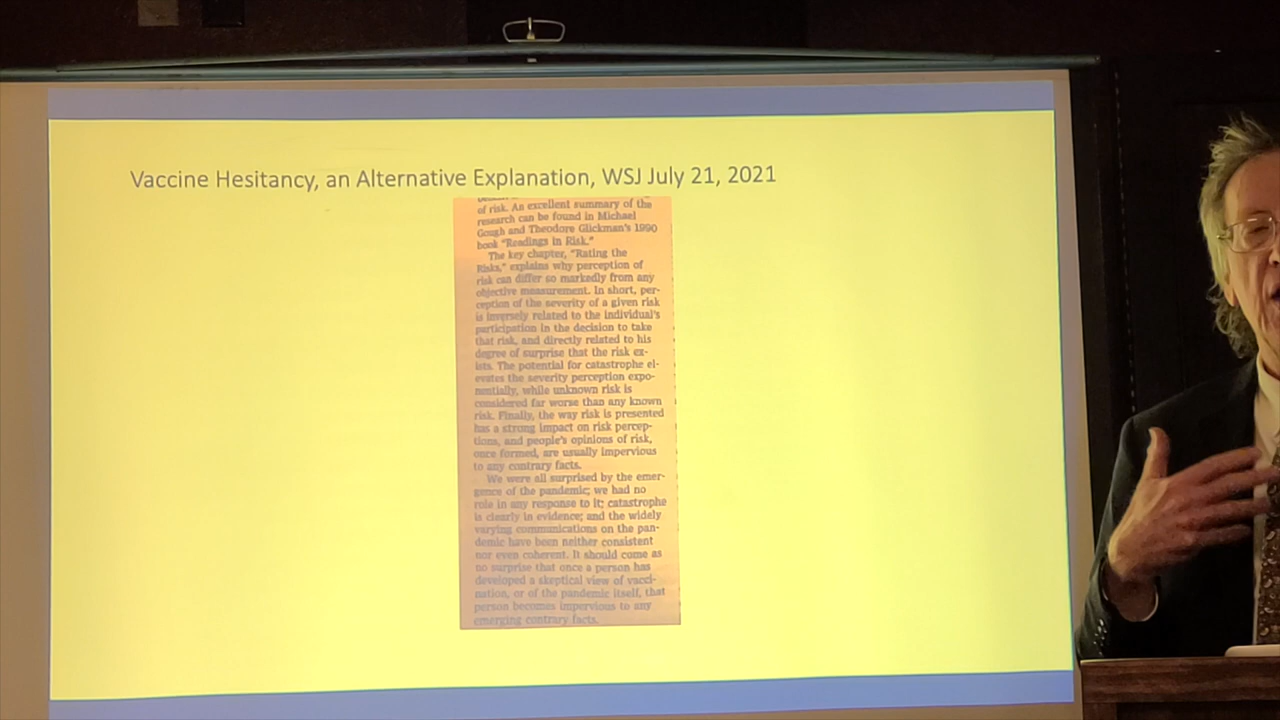 Vaccine Hesitancy, an Alternative Explanation, WSJ July 21, 2021
of risk. An excellent summary of the
research can be found in Michael
Gough and Theodore Glickman's 1990
book "Readings in Risk."
The key chapter, "Rating the
Risks," explains why perception of
risk can differ so markedly from any
objective measurement. In short, per-
ception of the severity of a given risk
is inversely related to the individual's
participation in the decision to take
that risk, and directly related to his
degree of surprise that the risk ex-
ists. The potential for catastrophe el-
evates the severity perception expo-
nentially, while unknown risk is
considered far worse than any known
risk. Finally, the way risk is presented
has a strong impact on risk percep-
tions, and people's opinions of risk,
once formed, are usually impervious
to any contrary facts.
We were all surprised by the emer-
gence of the pandemic; we had no
role in any response to it; catastrophe
is clearly in evidence; and the widely
varying communications on the pan-
demic have been neither consistent
nor even coherent. It should come as
no surprise that once a person has
developed a skeptical view of vacci-
nation, or of the pandemic itself, that
person becomes impervious to any
emerging contrary facts.